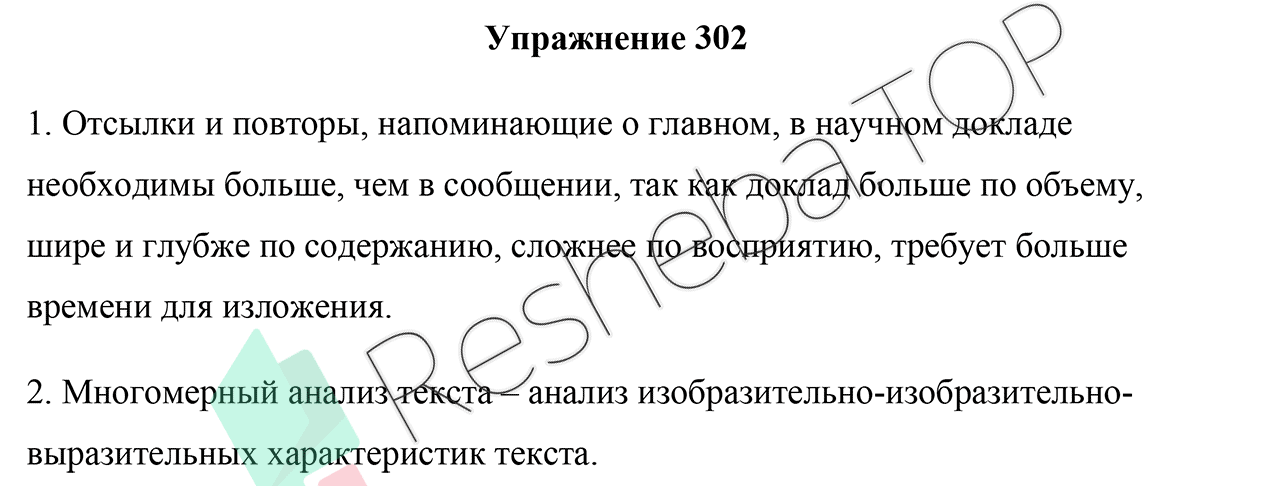 Упражнение 302
1. Отсылки и повторы, напоминающие о главном, в научном докладе
необходимы больше, чем в сообщении, так как доклад больше по объему,
шире и глубже по содержанию, сложнее по восприятию, требует больше
времени для изложения.
2. Многомерный анализ текста – анализ изобразительно-изобразительно-
выразительных характеристик текста.
ReshebaTOP